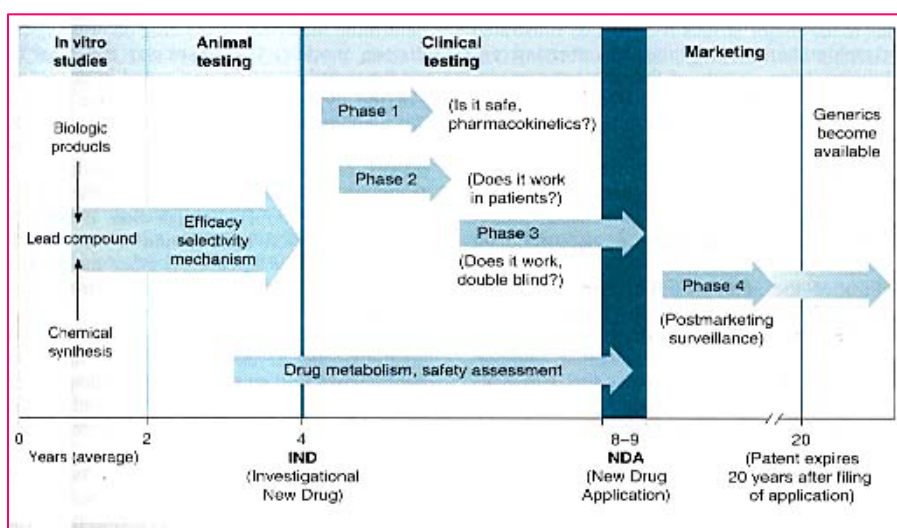 In vitro
studies
Animal
testing
Clinical
testing
Marketing
Phase 1
(Is it safe,
pharmacokinetics?)
Generics
become
available
Biologic
products
Phase 2
(Does it work
in patients?)
Lead compound
Efficacy
selectivity
mechanism
Phase 3
(Does it work,
double blind?)
Phase 4
(Postmarketing
surveillance)
Chemical
synthesis
Drug metabolism, safety assessment
0
2
4
8–9
20
Years (average)
IND
(Investigational
New Drug)
NDA
(New Drug
Application)
(Patent expires
20 years after filing
of application)